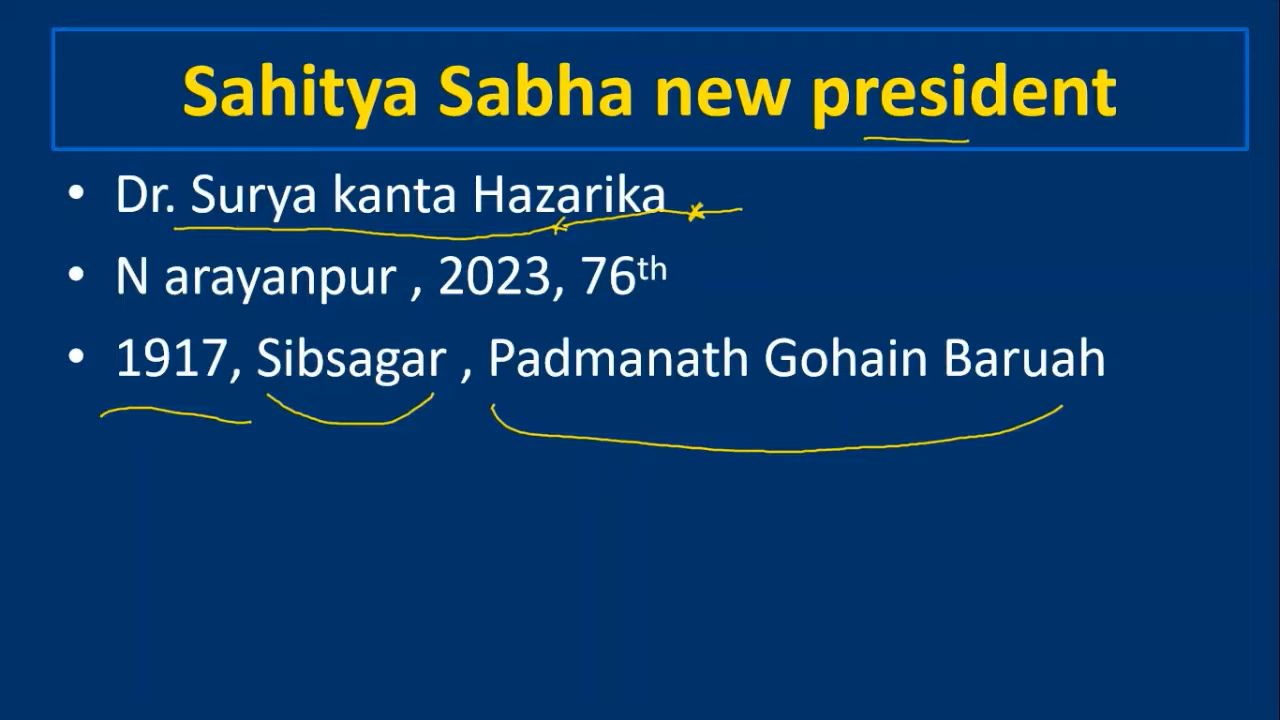 Sahitya Sabha new president
• Dr. Surya kanta Hazarika
• N arayanpur , 2023, 76th
• 1917, Sibsagar , Padmanath Gohain Baruah